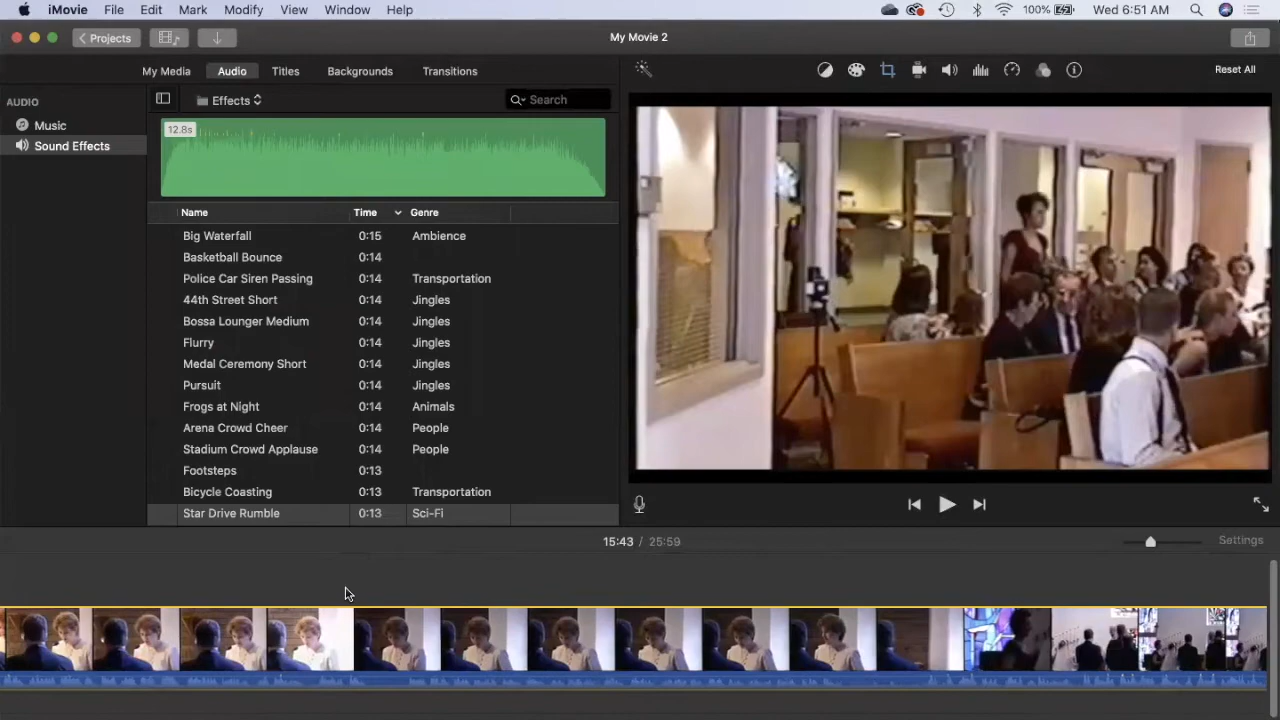 iMovie File Edit Mark Modify View Window Help 100% Wed 6:51 AM
Projects My Movie 2
My Media Audio Titles Backgrounds Transitions Reset All
AUDIO Effects Search
Music
Sound Effects
12.8s
Name Time Genre
Big Waterfall 0:15 Ambience
Basketball Bounce 0:14
Police Car Siren Passing 0:14 Transportation
44th Street Short 0:14 Jingles
Bossa Lounger Medium 0:14 Jingles
Flurry 0:14 Jingles
Medal Ceremony Short 0:14 Jingles
Pursuit 0:14 Jingles
Frogs at Night 0:14 Animals
Arena Crowd Cheer 0:14 People
Stadium Crowd Applause 0:14 People
Footsteps 0:13
Bicycle Coasting 0:13 Transportation
Star Drive Rumble 0:13 Sci-Fi
15:43 / 25:59 Settings